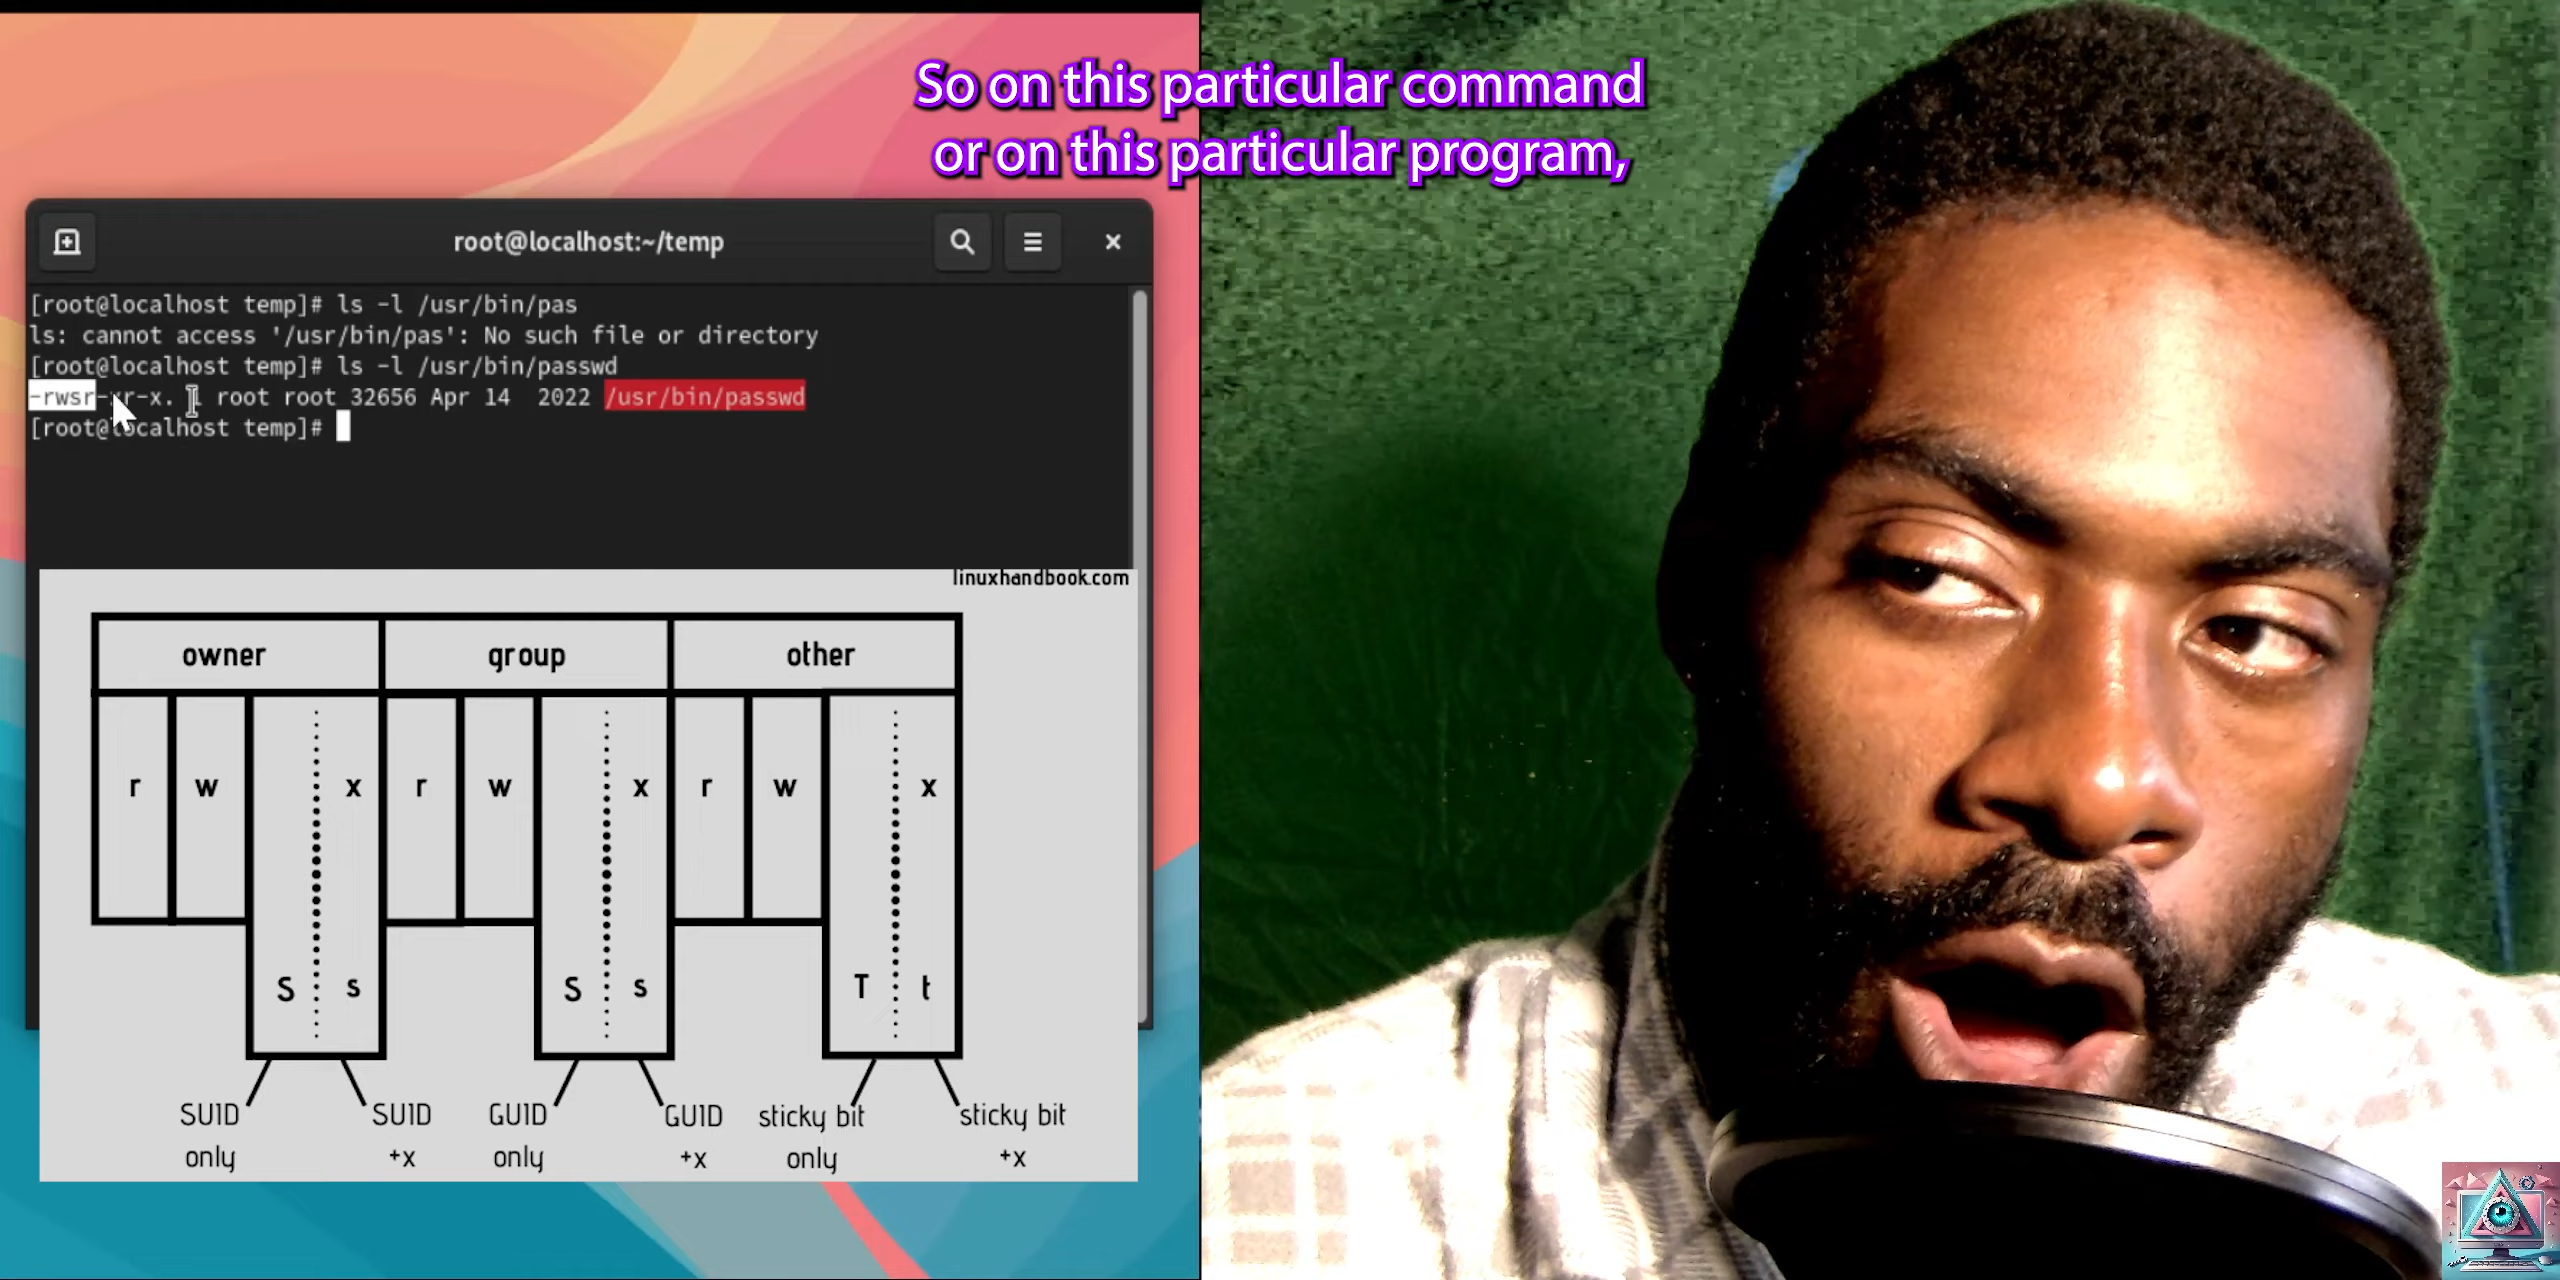 So on this particular command
or on this particular program,
root@localhost:~/temp
[root@localhost temp]# ls -l /usr/bin/pas
ls: cannot access '/usr/bin/pas': No such file or directory
[root@localhost temp]# ls -l /usr/bin/passwd
-rwsr-xr-x. 1 root root 32656 Apr 14  2022 /usr/bin/passwd
[root@localhost temp]#
linuxhandbook.com
owner group other
r w x r w x r w x
S s S s T t
SUID only SUID +x GUID only GUID +x sticky bit only sticky bit +x